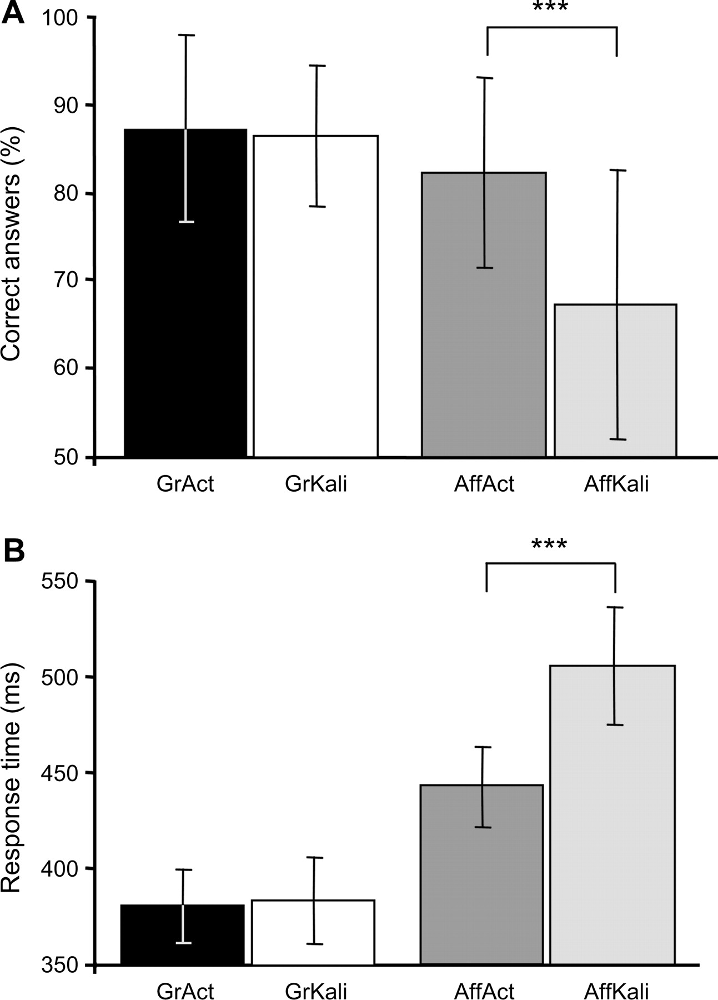 A
***
100
90
80
70
60
50
Correct answers (%)
GrAct GrKali AffAct AffKali
B
***
550
500
450
400
350
Response time (ms)
GrAct GrKali AffAct AffKali